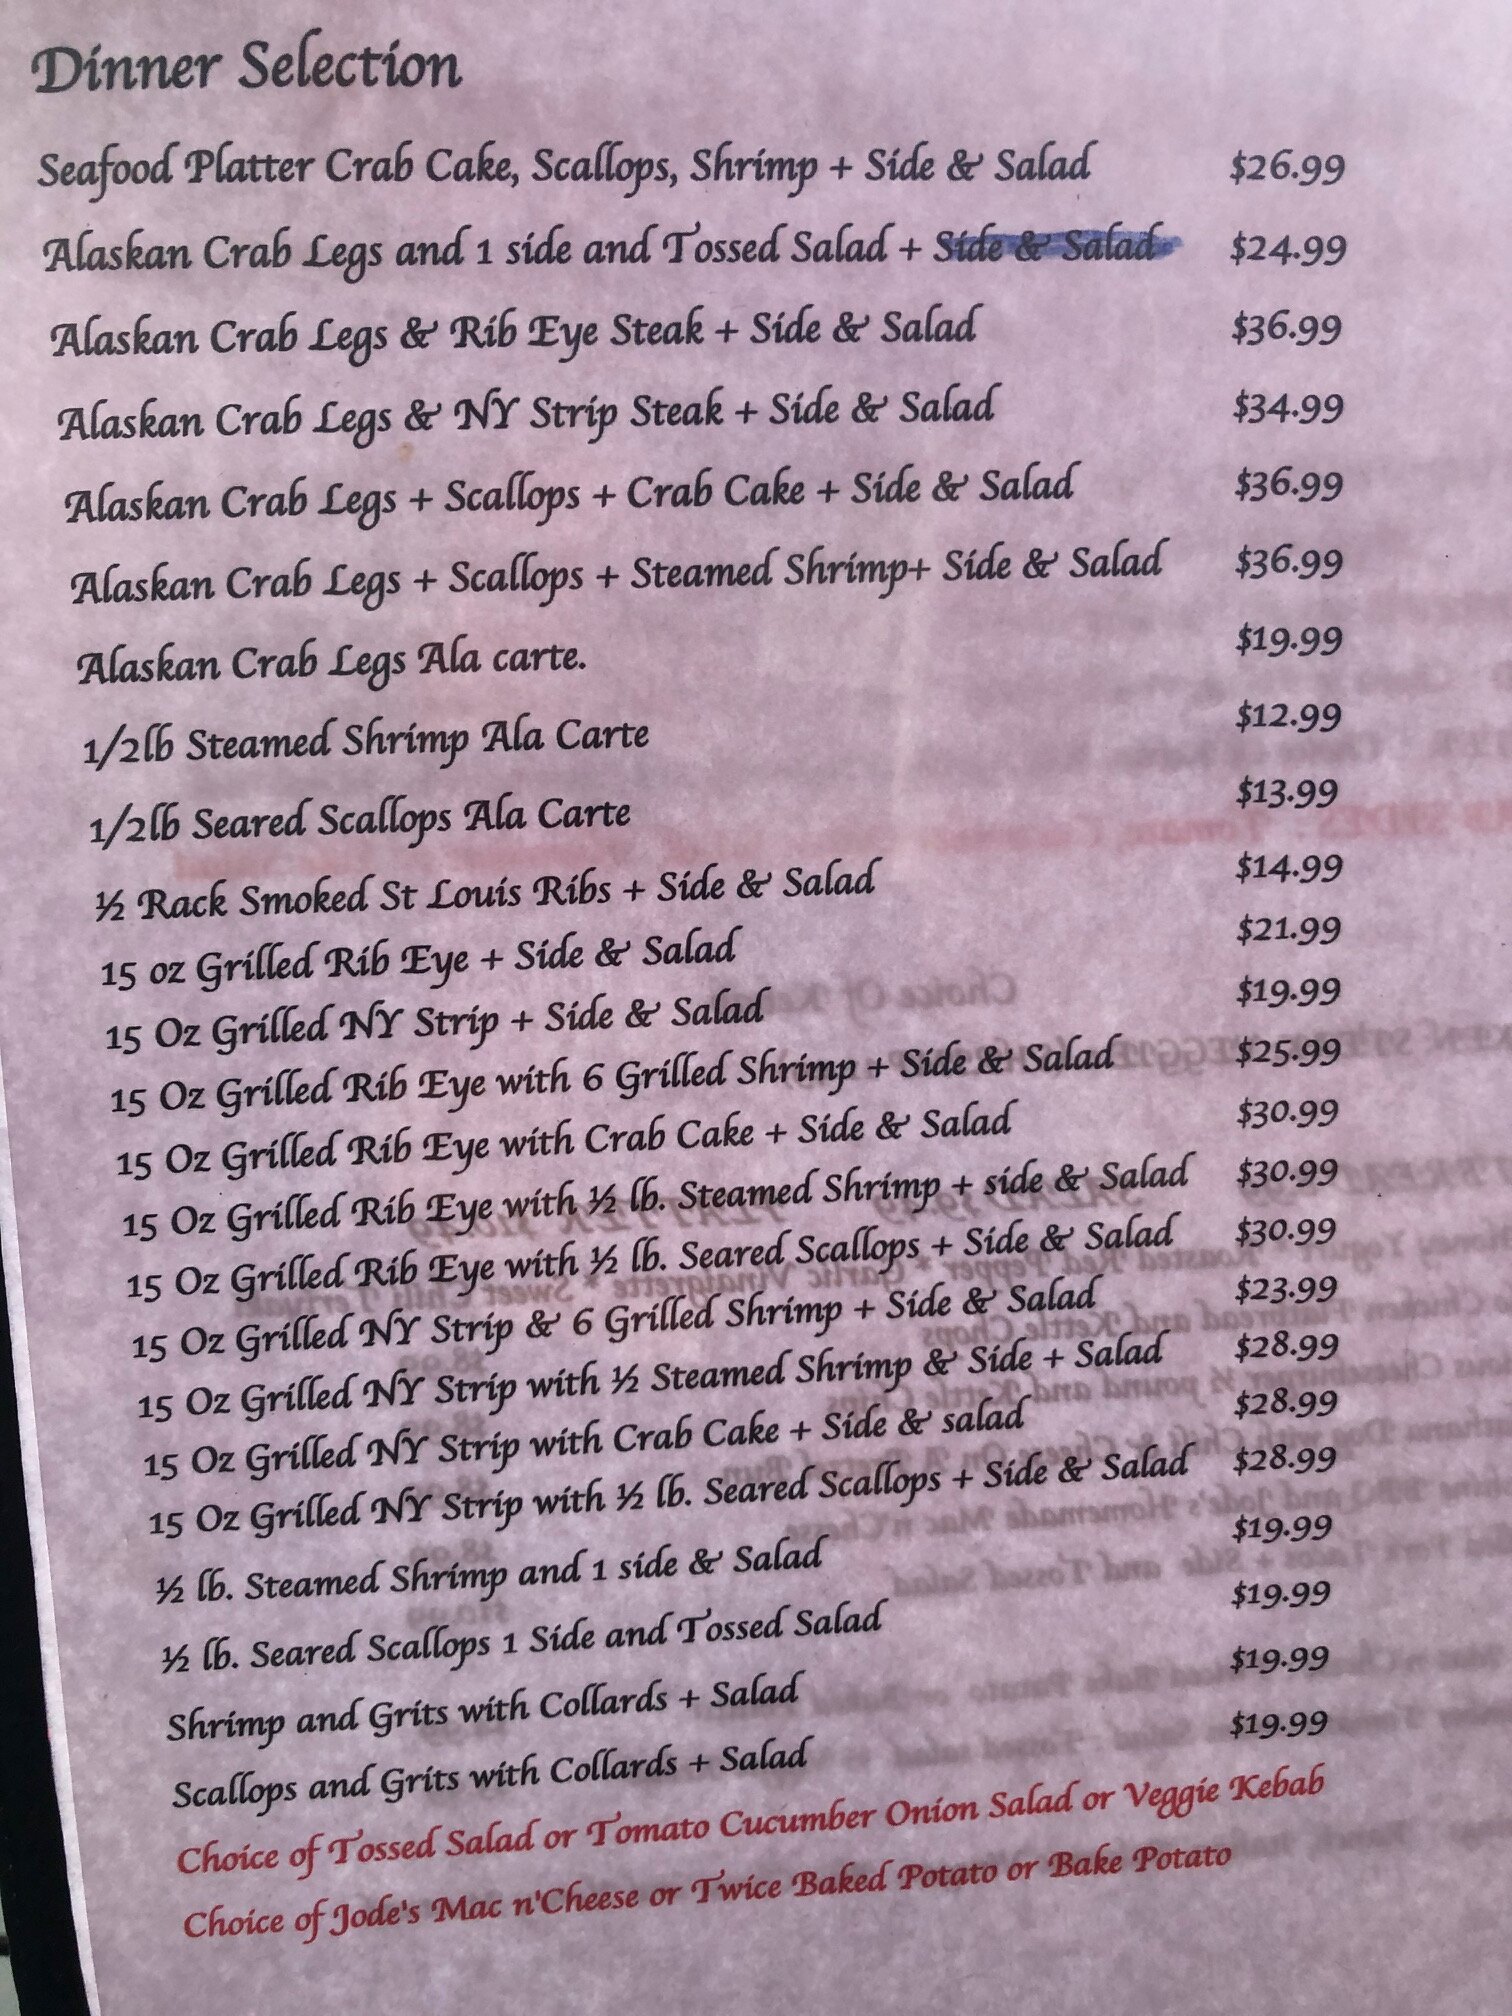 Dinner Selection
Seafood Platter Crab Cake, Scallops, Shrimp + Side & Salad $26.99
Alaskan Crab Legs and 1 side and Tossed Salad + Side & Salad $24.99
Alaskan Crab Legs & Rib Eye Steak + Side & Salad $36.99
Alaskan Crab Legs & NY Strip Steak + Side & Salad $34.99
Alaskan Crab Legs + Scallops + Crab Cake + Side & Salad $36.99
Alaskan Crab Legs + Scallops + Steamed Shrimp+ Side & Salad $36.99
Alaskan Crab Legs Ala carte. $19.99
1/2lb Steamed Shrimp Ala Carte $12.99
1/2lb Seared Scallops Ala Carte $13.99
½ Rack Smoked St Louis Ribs + Side & Salad $14.99
15 oz Grilled Rib Eye + Side & Salad $21.99
15 Oz Grilled NY Strip + Side & Salad $19.99
15 Oz Grilled Rib Eye with 6 Grilled Shrimp + Side & Salad $25.99
15 Oz Grilled Rib Eye with Crab Cake + Side & Salad $30.99
15 Oz Grilled Rib Eye with ½ lb. Steamed Shrimp + side & Salad $30.99
15 Oz Grilled Rib Eye with ½ lb. Seared Scallops + Side & Salad $30.99
15 Oz Grilled NY Strip & 6 Grilled Shrimp + Side & Salad $23.99
15 Oz Grilled NY Strip with ½ Steamed Shrimp & Side + Salad $28.99
15 Oz Grilled NY Strip with Crab Cake + Side & salad $28.99
15 Oz Grilled NY Strip with ½ lb. Seared Scallops + Side & Salad $28.99
½ lb. Steamed Shrimp and 1 side & Salad $19.99
½ lb. Seared Scallops 1 Side and Tossed Salad $19.99
Shrimp and Grits with Collards + Salad $19.99
Scallops and Grits with Collards + Salad $19.99
Choice of Tossed Salad or Tomato Cucumber Onion Salad or Veggie Kebab
Choice of Jode's Mac n'Cheese or Twice Baked Potato or Bake Potato